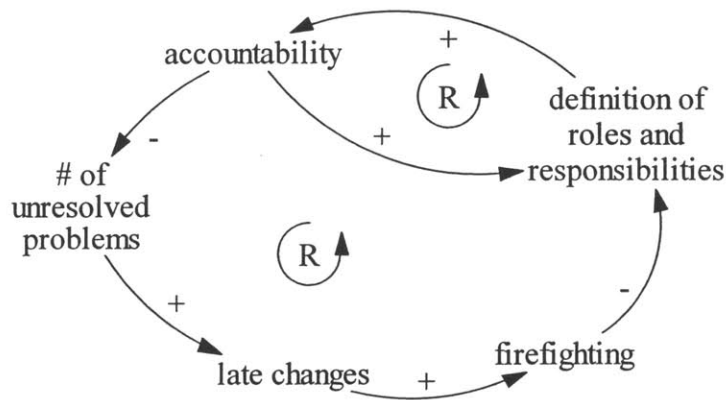 +
accountability
R
definition of
roles and
responsibilities
+
-
# of
unresolved
problems
R
+
-
late changes
+
firefighting